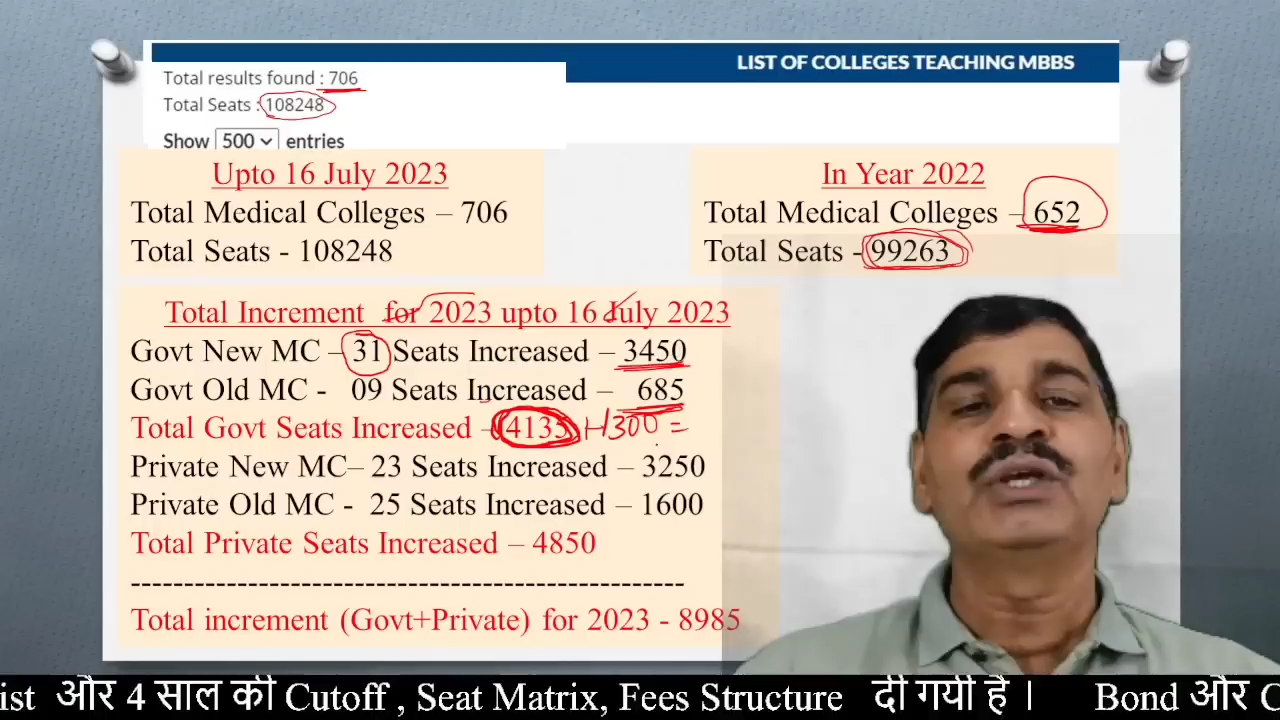 LIST OF COLLEGES TEACHING MBBS
Total results found : 706
Total Seats : 108248
Show 500 entries
Upto 16 July 2023
Total Medical Colleges – 706
Total Seats - 108248
In Year 2022
Total Medical Colleges – 652
Total Seats - 99263
Total Increment for 2023 upto 16 July 2023
Govt New MC – 31 Seats Increased – 3450
Govt Old MC - 09 Seats Increased – 685
Total Govt Seats Increased – 4135 +300 =
Private New MC– 23 Seats Increased – 3250
Private Old MC - 25 Seats Increased – 1600
Total Private Seats Increased – 4850
Total increment (Govt+Private) for 2023 - 8985
ist और 4 साल की Cutoff , Seat Matrix, Fees Structure दी गयी है । Bond और C